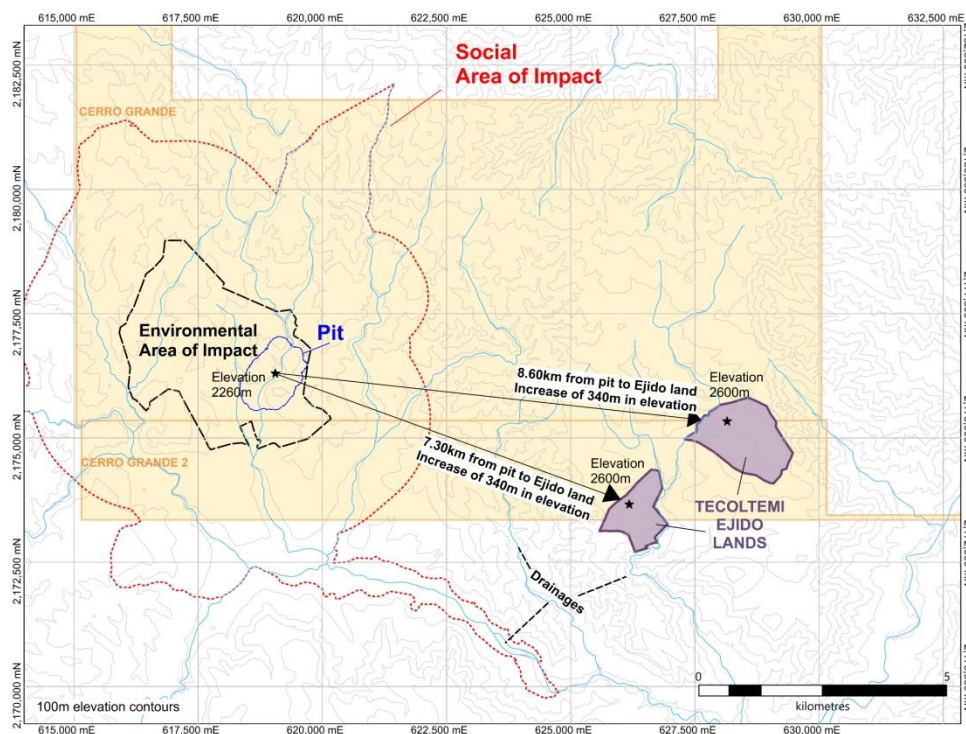 615,000 mE
617,500 mE
620,000 mE
622,500 mE
625,000 mE
627,500 mE
630,000 mE
632,500 mE
2,182,500 mN
Social
Area of Impact
CERRO GRANDE
2,180,000 mN
2,177,500 mN
Environmental
Area of Impact
Pit
Elevation
2260m
8.60km from pit to Ejido land
Increase of 340m in elevation
Elevation
2600m
2,175,000 mN
CERRO GRANDE 2
7.30km from pit to Ejido land
Increase of 340m in elevation
Elevation
2600m
TECOLTEMI
EJIDO
LANDS
2,172,500 mN
Drainages
2,170,000 mN
0
5
kilometres
100m elevation contours
615,000 mE
617,500 mE
620,000 mE
622,500 mE
625,000 mE
627,500 mE
630,000 mE
632,500 mE